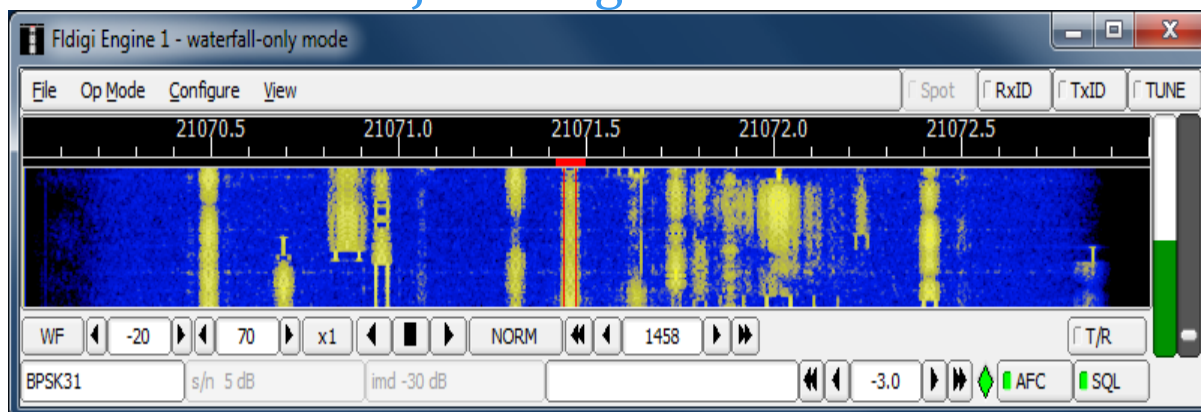 Fldigi Engine 1 - waterfall-only mode
File Op Mode Configure View Spot RxID TxID TUNE
21070.5 21071.0 21071.5 21072.0 21072.5
WF -20 70 x1 NORM 1458 T/R
BPSK31 s/n 5 dB imd -30 dB -3.0 AFC SQL